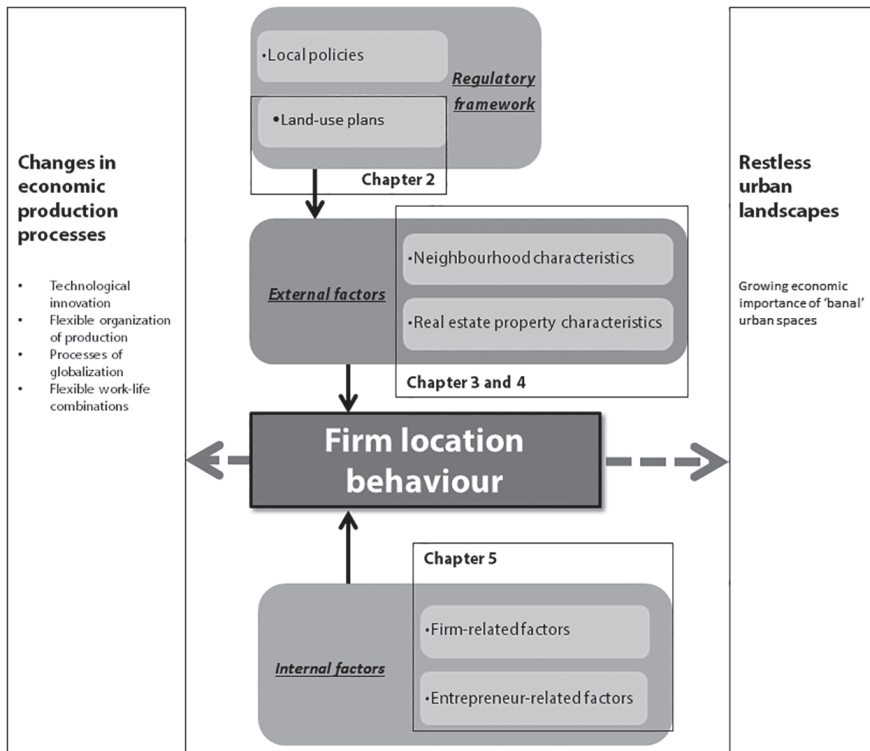 Changes in
economic
production
processes
• Technological
innovation
• Flexible organization
of production
• Processes of
globalization
• Flexible work-life
combinations
•Local policies
Regulatory
framework
•Land-use plans
Chapter 2
External factors
•Neighbourhood characteristics
•Real estate property characteristics
Chapter 3 and 4
Firm location
behaviour
Chapter 5
Internal factors
•Firm-related factors
•Entrepreneur-related factors
Restless
urban
landscapes
Growing economic
importance of ‘banal’
urban spaces